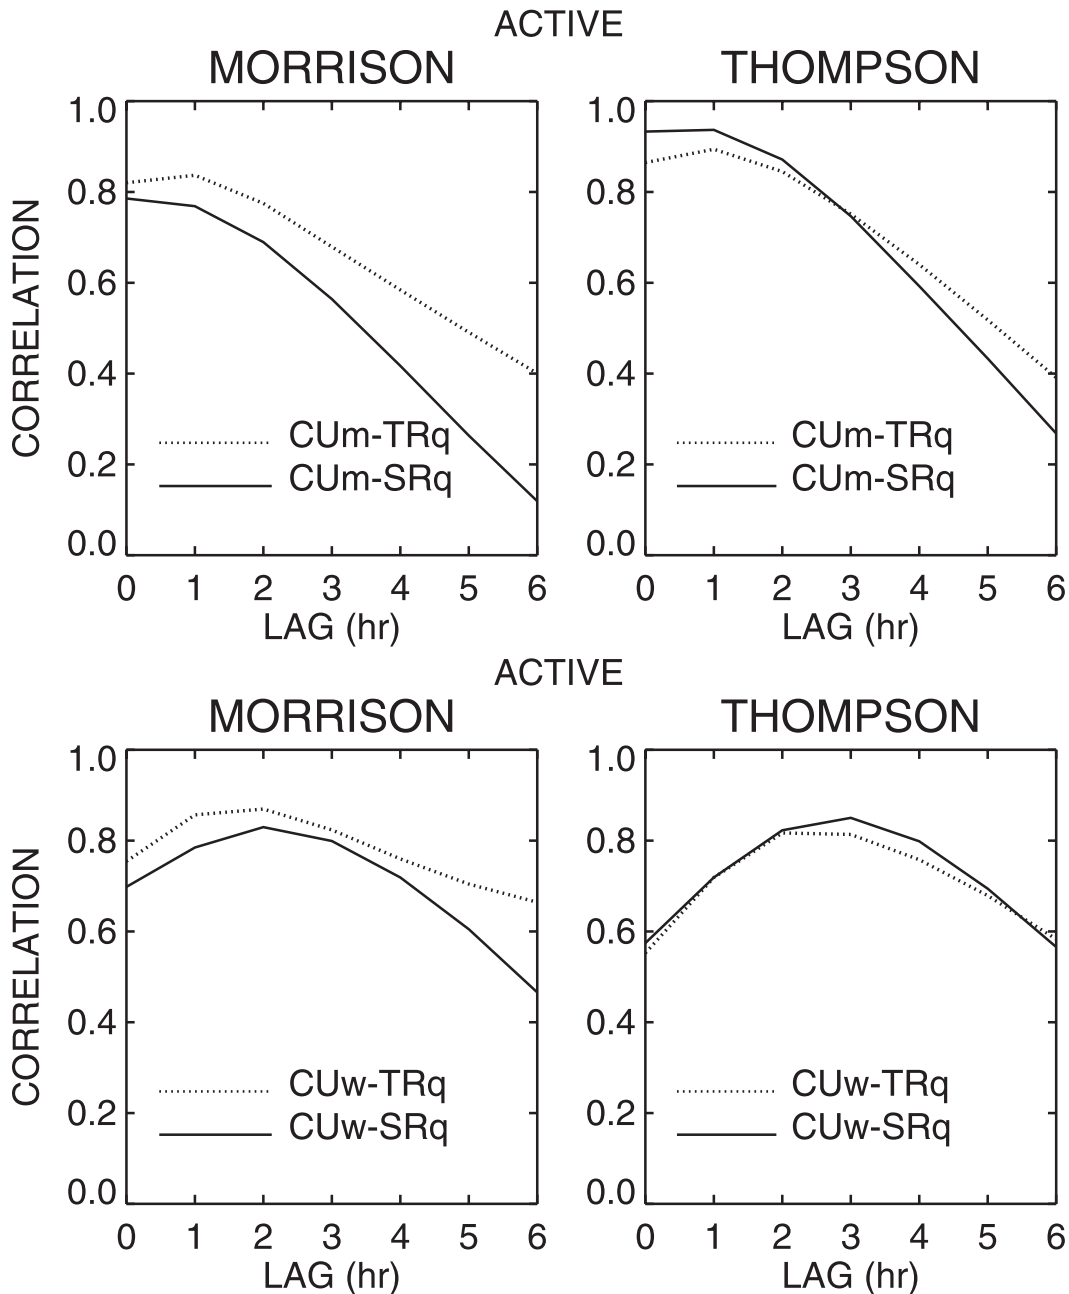 ACTIVE
MORRISON THOMPSON
1.0 1.0
0.8 0.8
0.6 0.6
0.4 0.4
0.2 0.2
0.0 0.0
CORRELATION
CUm-TRq CUm-TRq
CUm-SRq CUm-SRq
0 1 2 3 4 5 6 0 1 2 3 4 5 6
LAG (hr) LAG (hr)
ACTIVE
MORRISON THOMPSON
1.0 1.0
0.8 0.8
0.6 0.6
0.4 0.4
0.2 0.2
0.0 0.0
CORRELATION
CUw-TRq CUw-TRq
CUw-SRq CUw-SRq
0 1 2 3 4 5 6 0 1 2 3 4 5 6
LAG (hr) LAG (hr)